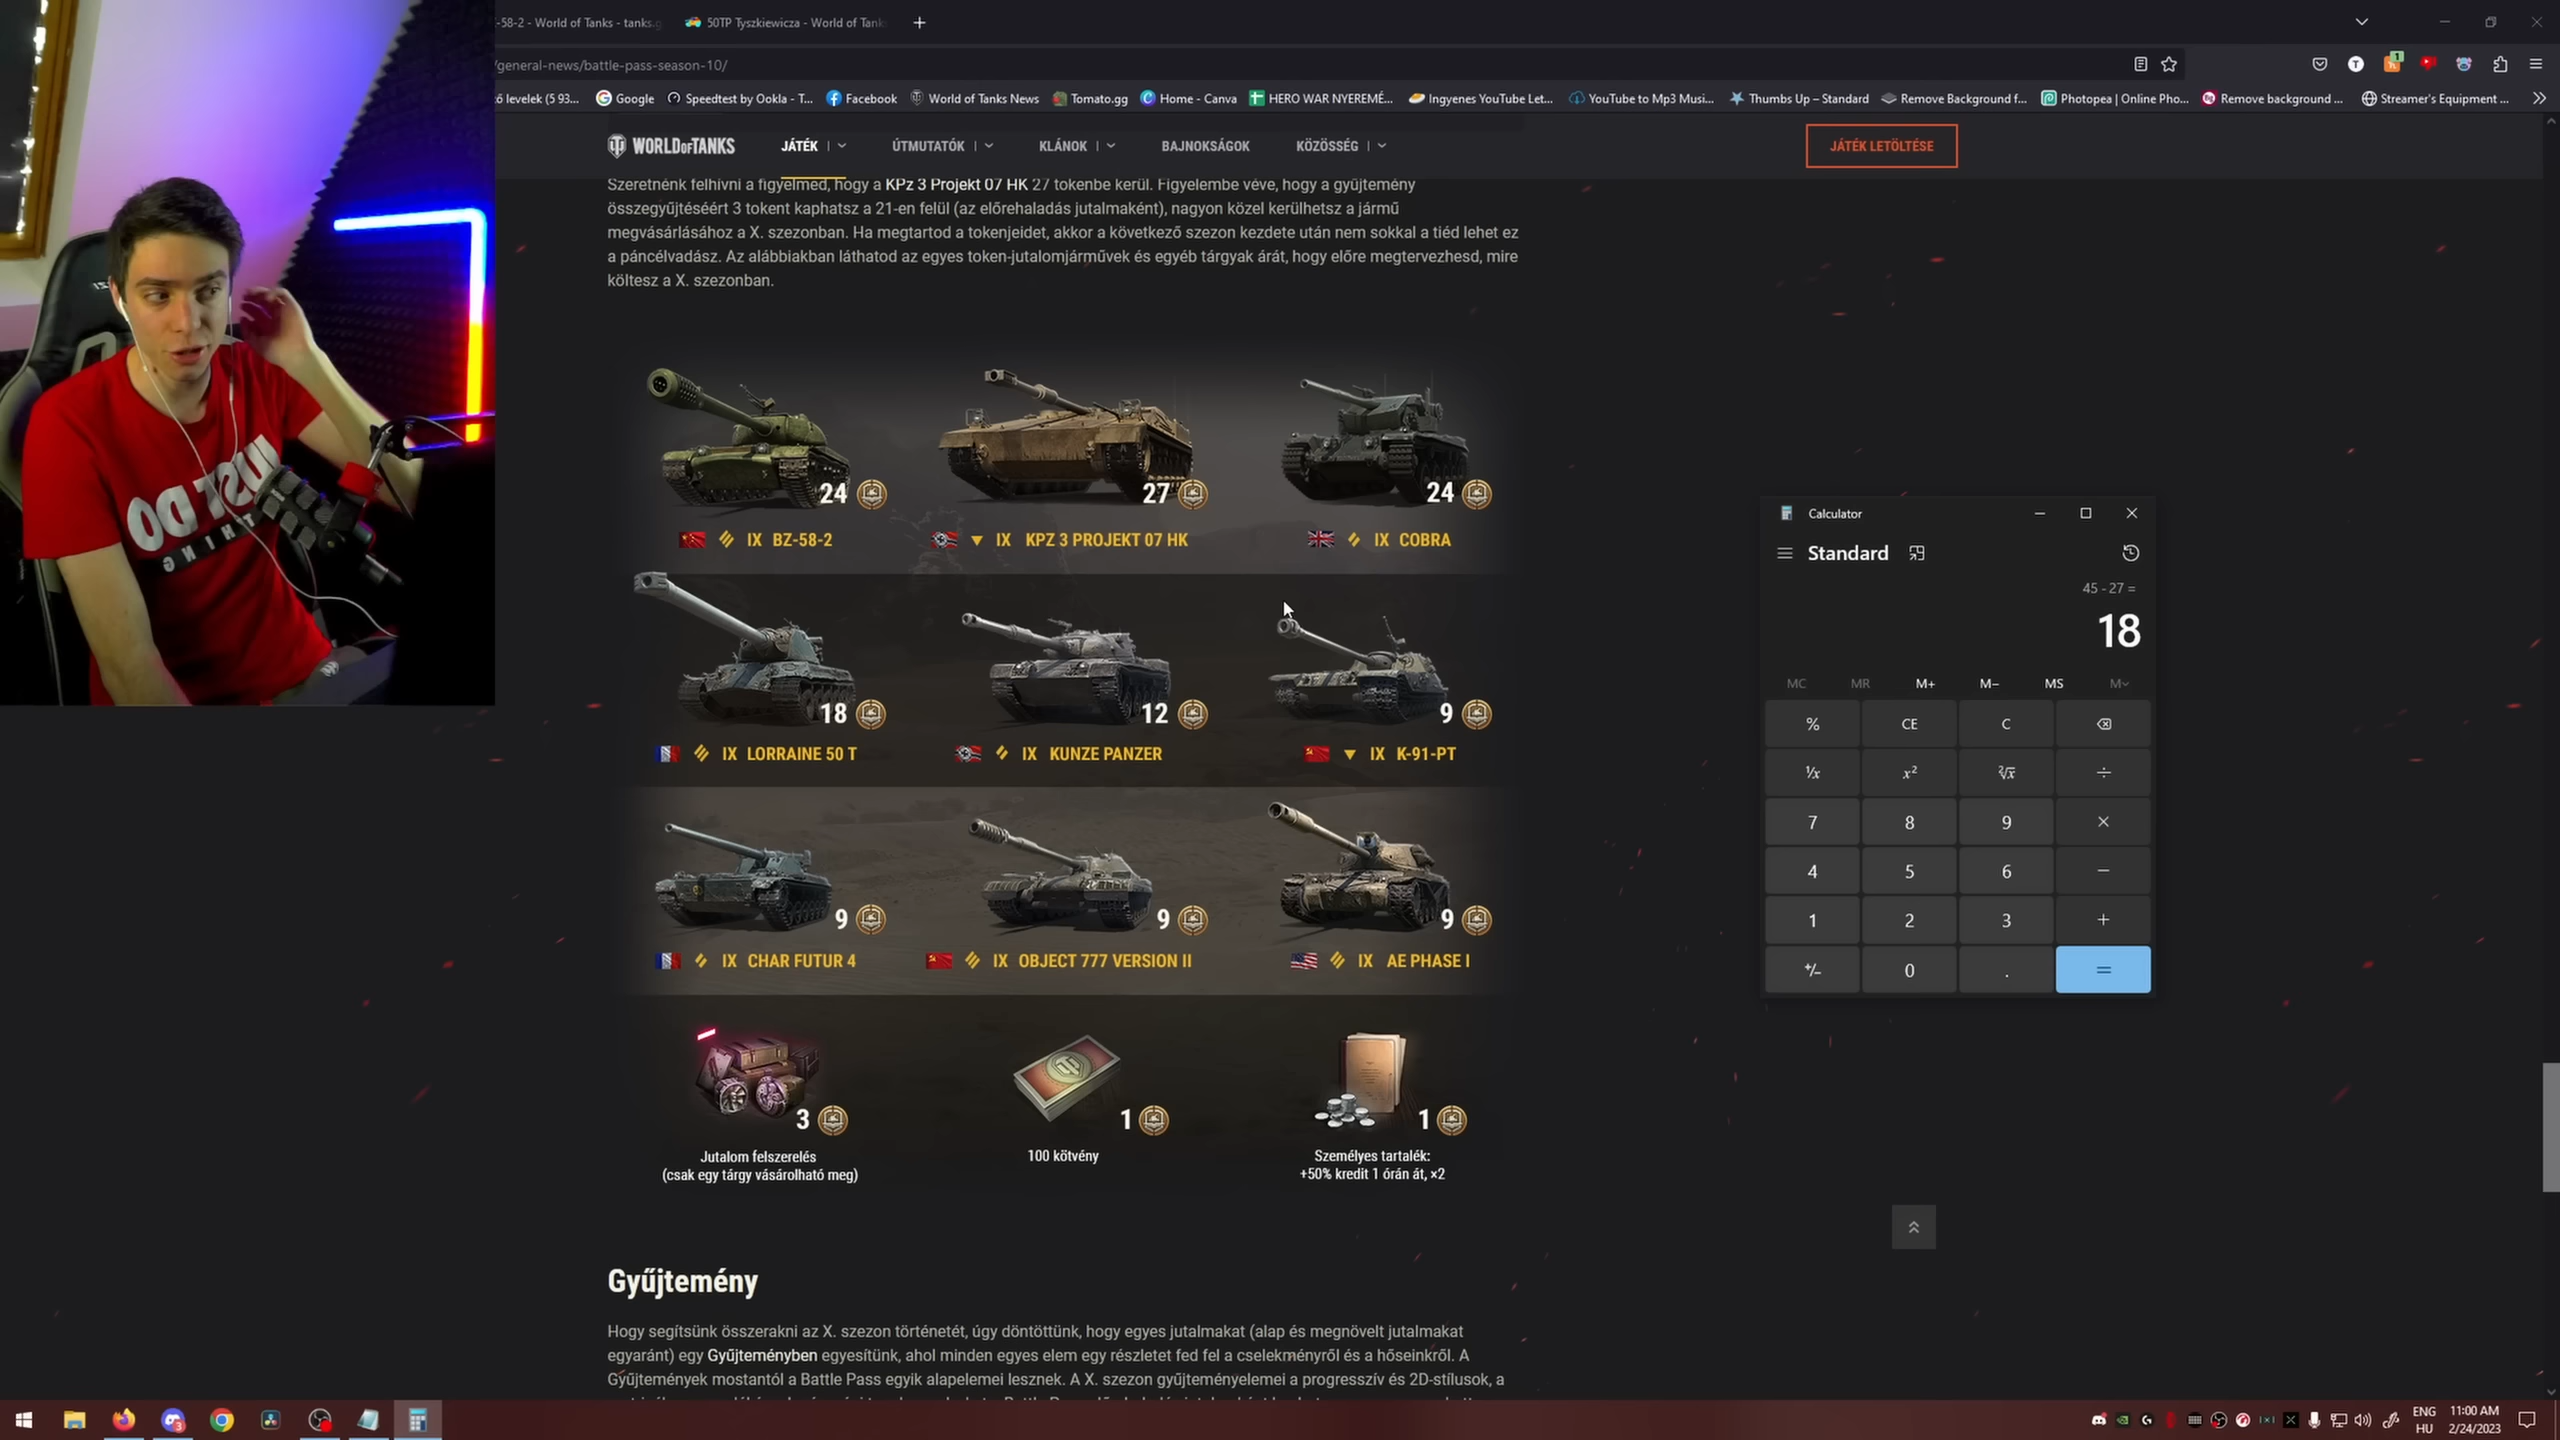 -58-2 - World of Tanks - tanks.g
50TP Tyszkiewicza - World of Tank
/general-news/battle-pass-season-10/
ó levelek (5 93...
Google
Speedtest by Ookla - T...
Facebook
World of Tanks News
Tomato.gg
Home - Canva
HERO WAR NYEREMÉ...
Ingyenes YouTube Let...
YouTube to Mp3 Musi...
Thumbs Up – Standard
Remove Background f...
Photopea | Online Pho...
Remove background ...
Streamer's Equipment ...
WORLD OF TANKS
JÁTÉK
ÚTMUTATÓK
KLÁNOK
BAJNOKSÁGOK
KÖZÖSSÉG
JÁTÉK LETÖLTÉSE
Szeretnénk felhívni a figyelmed, hogy a KPz 3 Projekt 07 HK 27 tokenbe kerül. Figyelembe véve, hogy a gyűjtemény
összegyűjtéséért 3 tokent kaphatsz a 21-en felül (az előrehaladás jutalmaként), nagyon közel kerülhetsz a jármű
megvásárlásához a X. szezonban. Ha megtartod a tokenjeidet, akkor a következő szezon kezdete után nem sokkal a tiéd lehet ez
a páncélvadász. Az alábbiakban láthatod az egyes token-jutalomjárművek és egyéb tárgyak árát, hogy előre megtervezhesd, mire
költesz a X. szezonban.
24
27
24
IX BZ-58-2
IX KPZ 3 PROJEKT 07 HK
IX COBRA
18
12
9
IX LORRAINE 50 T
IX KUNZE PANZER
IX K-91-PT
9
9
9
IX CHAR FUTUR 4
IX OBJECT 777 VERSION II
IX AE PHASE I
3
1
1
Jutalom felszerelés
(csak egy tárgy vásárolható meg)
100 kötvény
Személyes tartalék:
+50% kredit 1 órán át, ×2
Gyűjtemény
Hogy segítsünk összerakni az X. szezon történetét, úgy döntöttünk, hogy egyes jutalmakat (alap és megnövelt jutalmakat
egyaránt) egy Gyűjteményben egyesítünk, ahol minden egyes elem egy részletet fed fel a cselekményről és a hőseinkről. A
Gyűjtemények mostantól a Battle Pass egyik alapelemei lesznek. A X. szezon gyűjteményelemei a progresszív és 2D-stílusok, a
Calculator
Standard
45 - 27 =
18
MC MR M+ M− MS M˅
% CE C
¹/x x² ²√x ÷
7 8 9 ×
4 5 6 −
1 2 3 +
+/− 0 . =
JUST DO
THING
ENG
HU
11:00 AM
2/24/2023